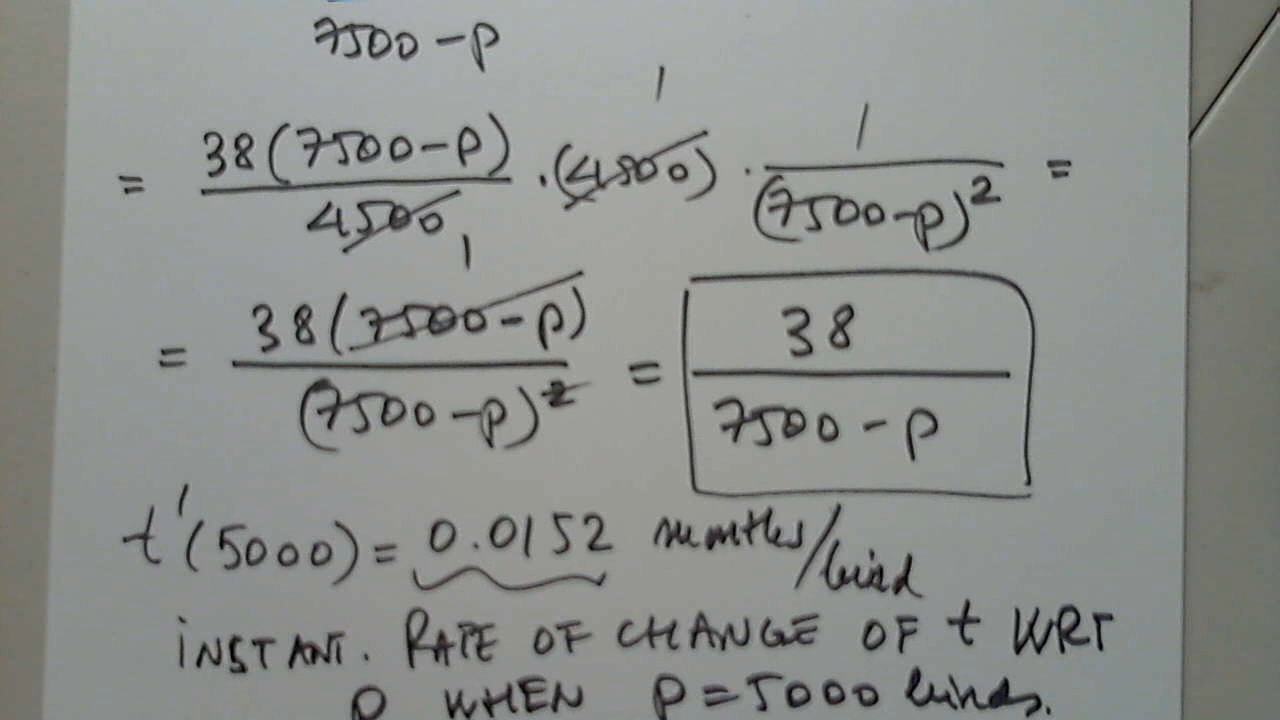 7500-p
= 38(7500-p)/4500 1 · (4500) 1 · 1/(7500-p)² =
= 38(7500-p)/(7500-p)² = 38/(7500-p)
t'(5000) = 0.0152 months/bird
INSTANT. RATE OF CHANGE OF t WRT
p WHEN p=5000 birds.